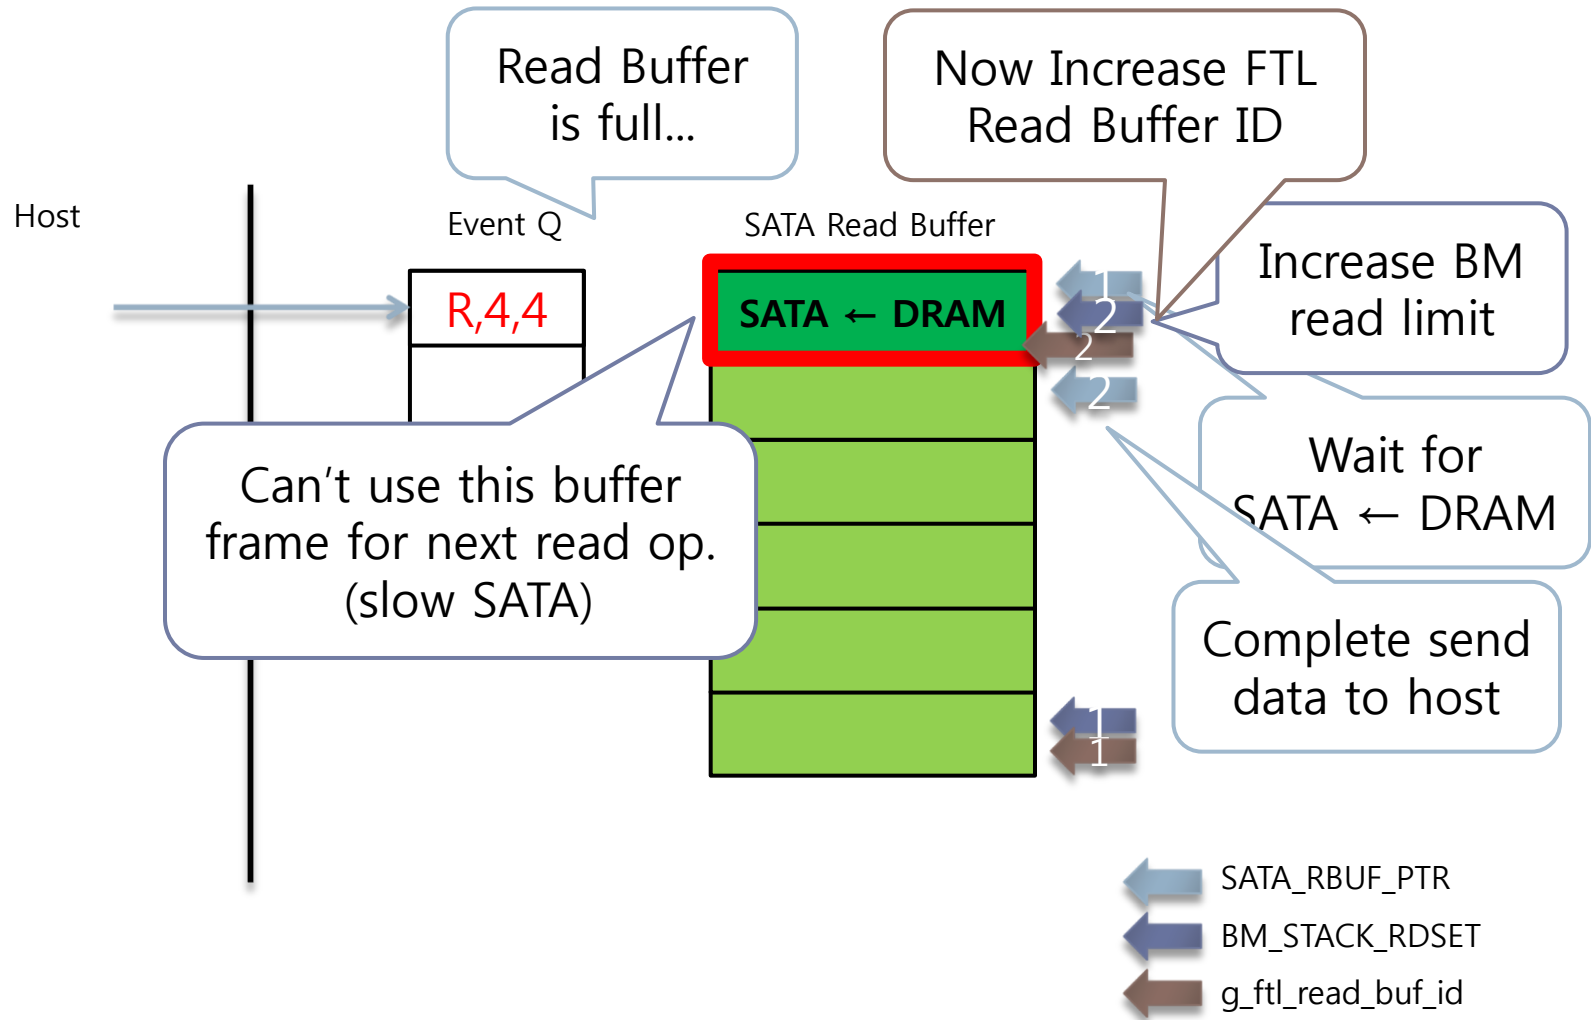 Read Buffer
is full...
Now Increase FTL
Read Buffer ID
Host
Event Q
SATA Read Buffer
Increase BM
read limit
R,4,4
SATA ← DRAM
1
2
2
2
Wait for
SATA ← DRAM
Can't use this buffer
frame for next read op.
(slow SATA)
Complete send
data to host
1
1
SATA_RBUF_PTR
BM_STACK_RDSET
g_ftl_read_buf_id